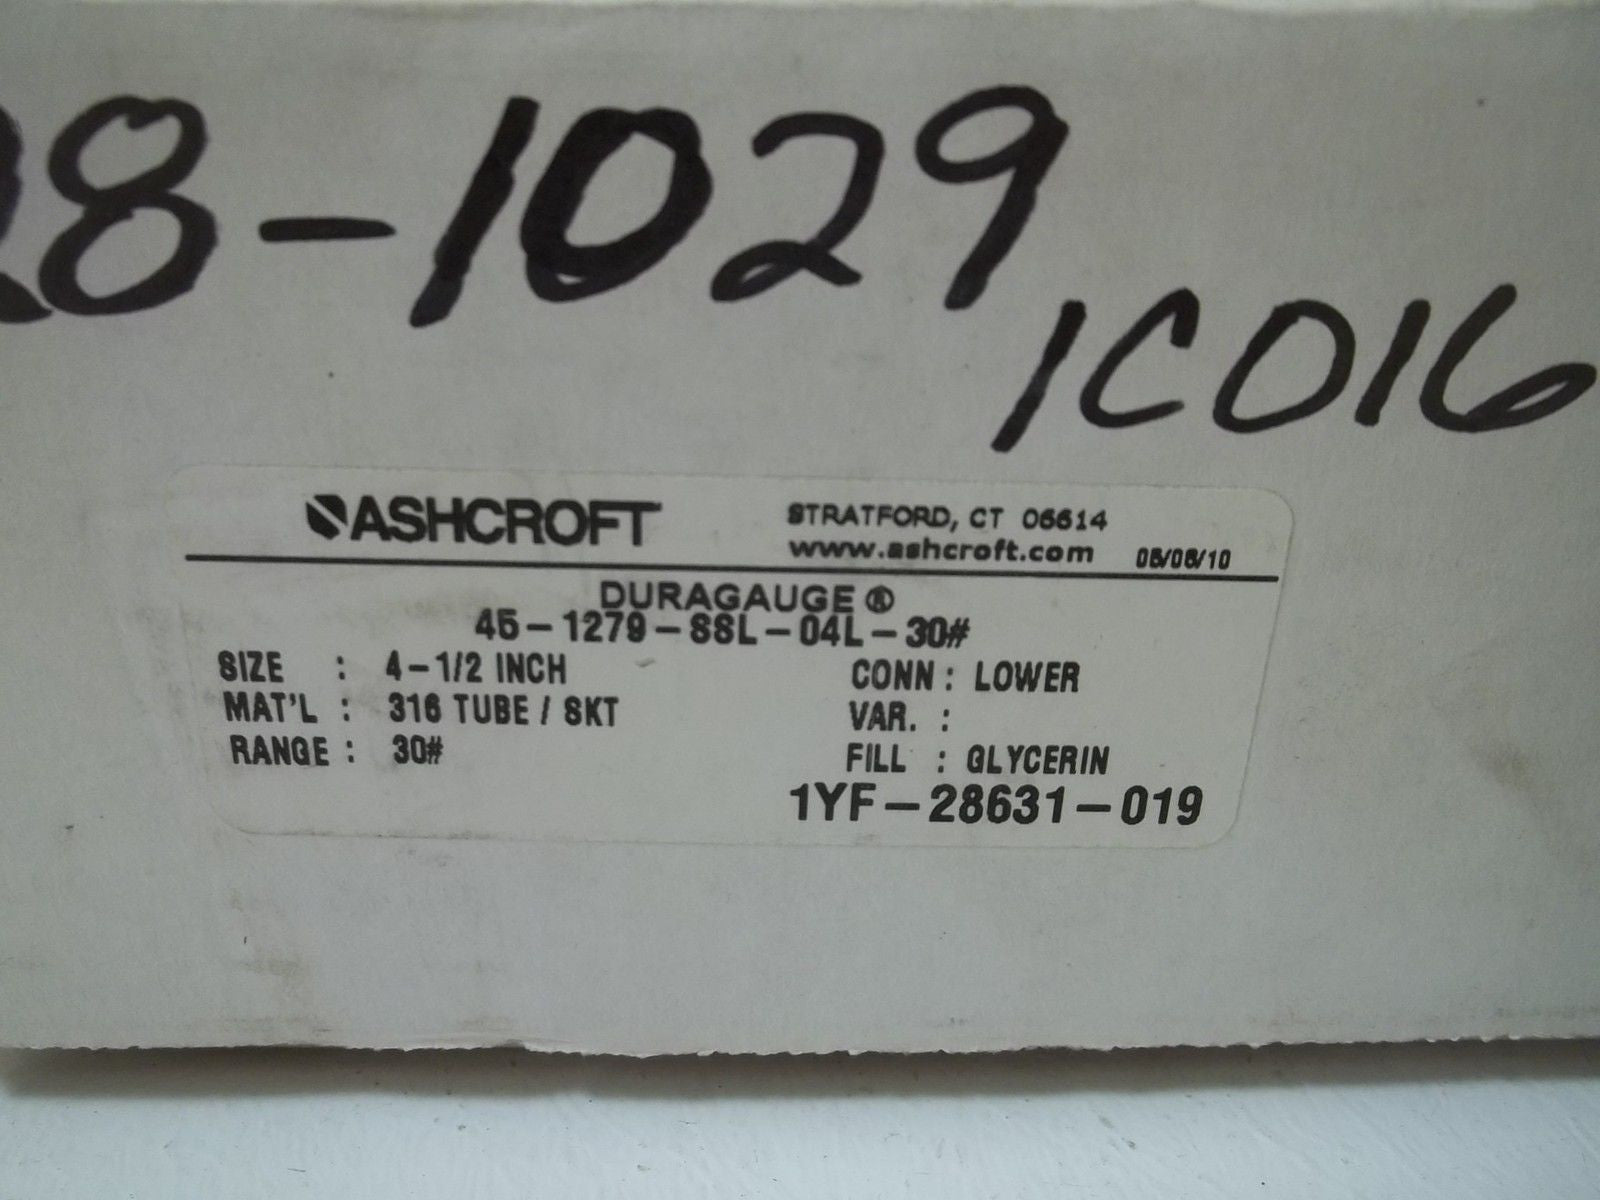 28-1029
1C016
ASHCROFT
STRATFORD, CT 06614
www.ashcroft.com 05/06/10
DURAGAUGE ®
45-1279-SSL-04L-30#
SIZE : 4-1/2 INCH CONN : LOWER
MAT'L : 316 TUBE / SKT VAR. :
RANGE : 30# FILL : GLYCERIN
1YF-28631-019